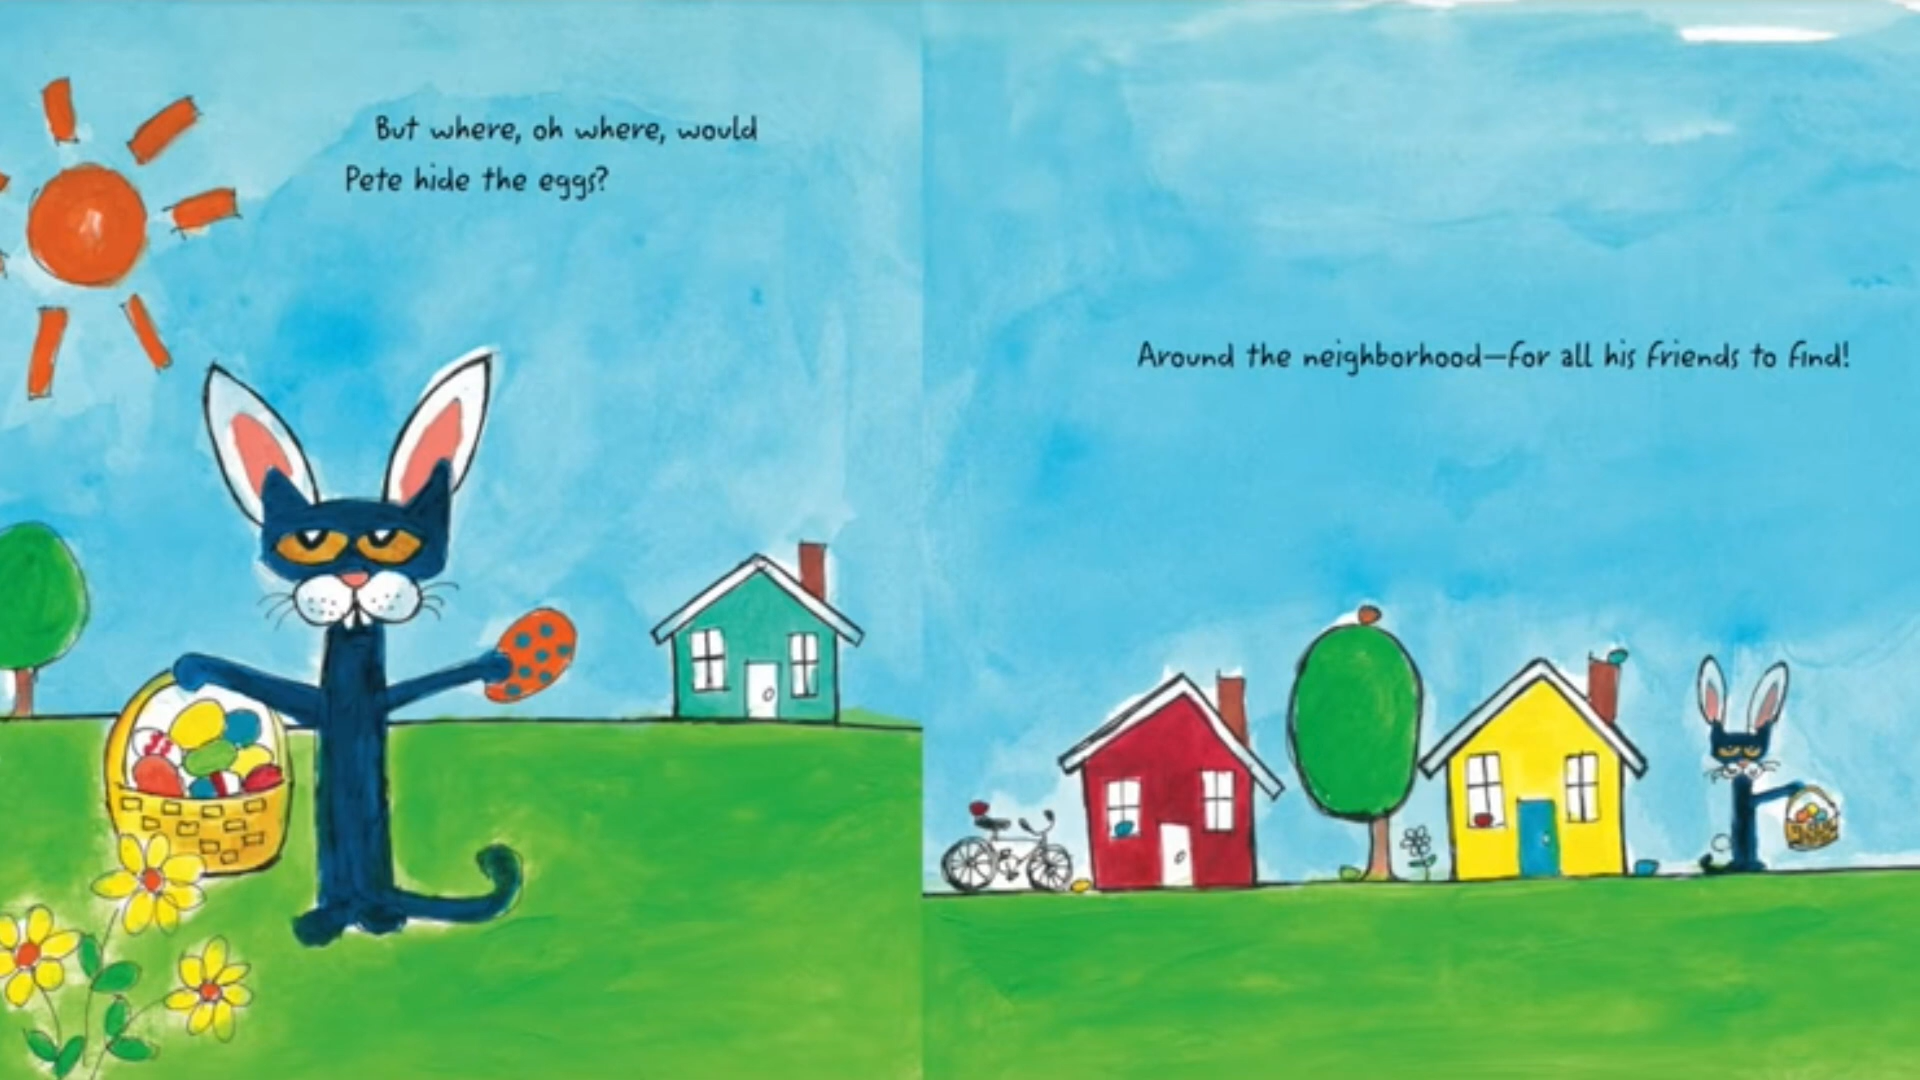 But where, oh where, would
Pete hide the eggs?
Around the neighborhood—for all his friends to find!